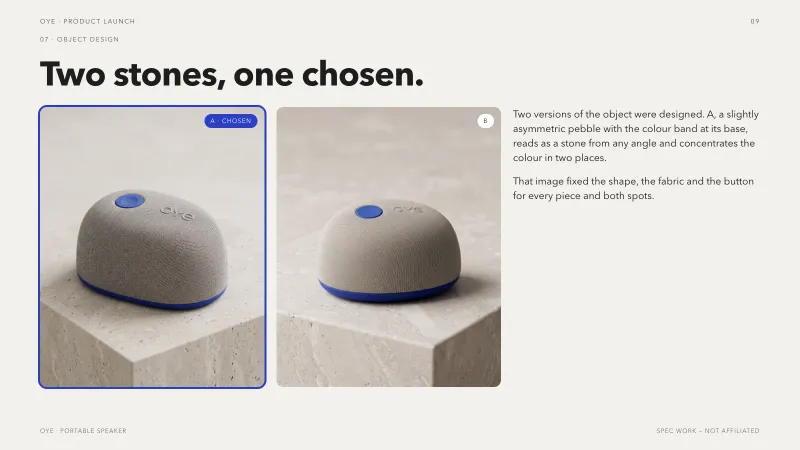 OYE · PRODUCT LAUNCH
09
07 · OBJECT DESIGN
Two stones, one chosen.
A · CHOSEN
B
oye
oye
Two versions of the object were designed. A, a slightly
asymmetric pebble with the colour band at its base,
reads as a stone from any angle and concentrates the
colour in two places.
That image fixed the shape, the fabric and the button
for every piece and both spots.
OYE · PORTABLE SPEAKER
SPEC WORK – NOT AFFILIATED